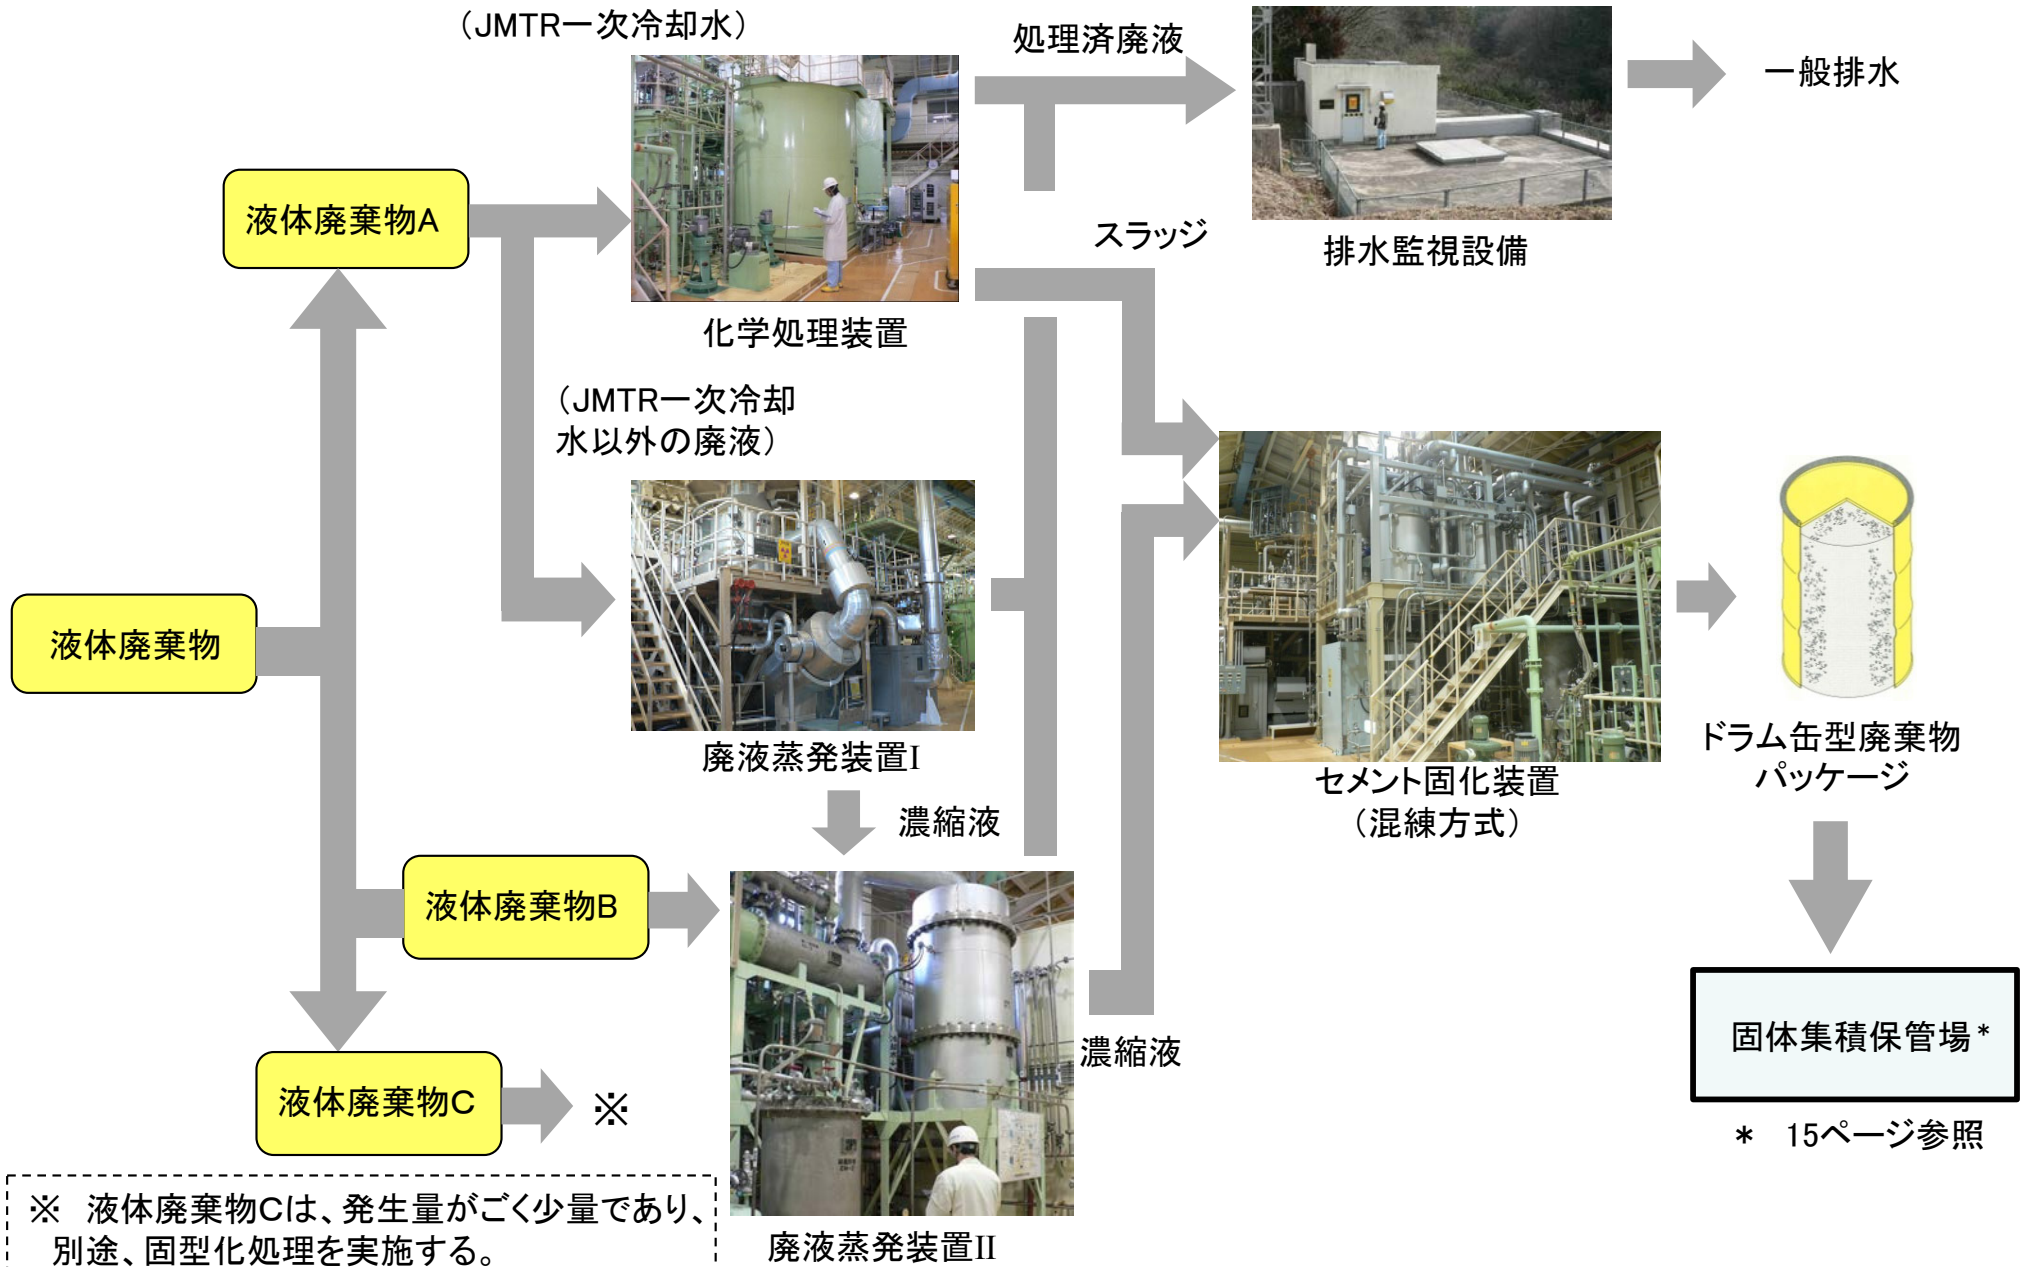 （JMTR一次冷却水）
処理済廃液
一般排水
液体廃棄物A
スラッジ
排水監視設備
化学処理装置
（JMTR一次冷却
水以外の廃液）
液体廃棄物
廃液蒸発装置I
濃縮液
セメント固化装置
（混練方式）
ドラム缶型廃棄物
パッケージ
液体廃棄物B
濃縮液
固体集積保管場*
* 15ページ参照
液体廃棄物C
※
※ 液体廃棄物Cは、発生量がごく少量であり、
別途、固型化処理を実施する。
廃液蒸発装置II